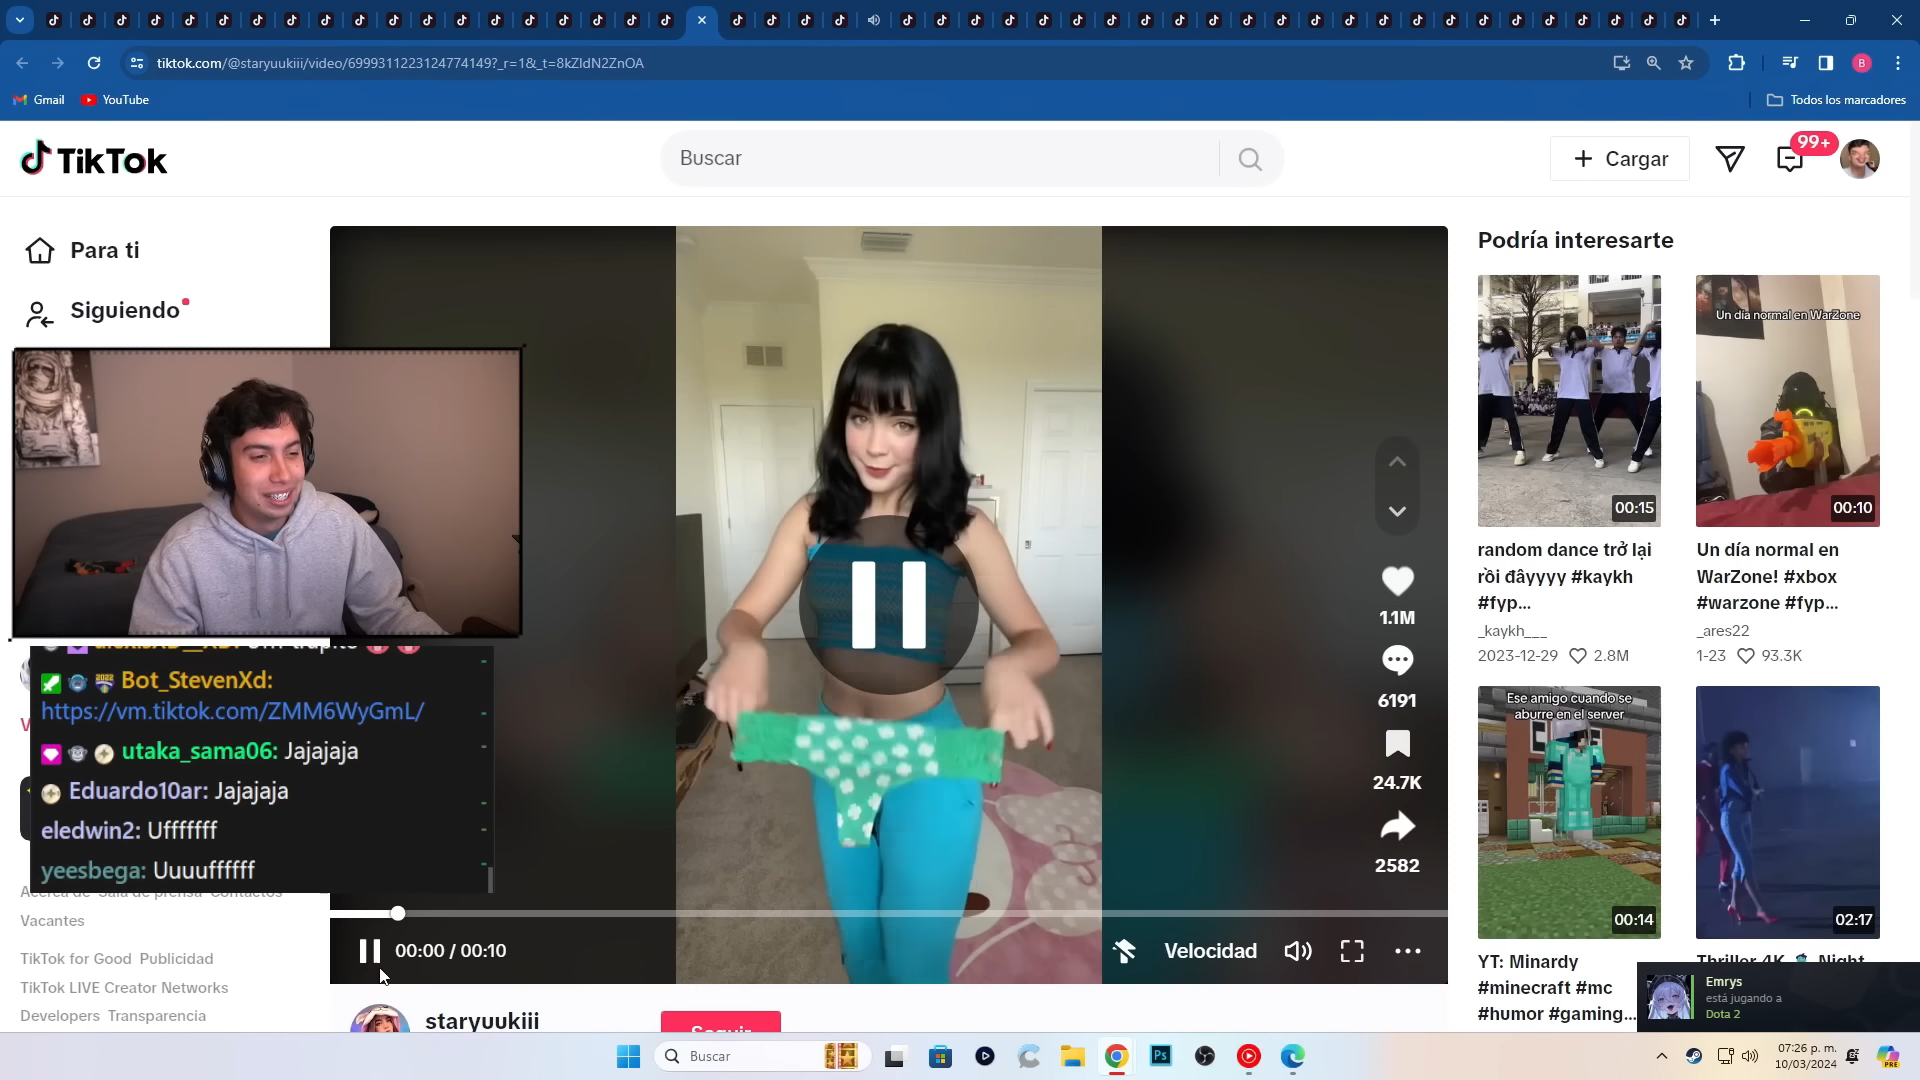 tiktok.com/@staryuukiii/video/6999311223124774149?_r=1&_t=8kZIdN2ZnOA
B
Gmail
YouTube
Todos los marcadores
TikTok
Buscar
Cargar
99+
Para ti
Siguiendo
Bot_StevenXd:
https://vm.tiktok.com/ZMM6WyGmL/
utaka_sama06: Jajajaja
Eduardo10ar: Jajajaja
eledwin2: Ufffffff
yeesbega: Uuuuffffff
Vacantes
TikTok for Good Publicidad
TikTok LIVE Creator Networks
Developers Transparencia
1.1M
6191
24.7K
2582
00:00 / 00:10
Velocidad
staryuukiii
Seguir
Podría interesarte
00:15
random dance trở lại
rồi đâyyyy #kaykh
#fyp...
_kaykh___
2023-12-29 2.8M
Un día normal en WarZone
00:10
Un día normal en
WarZone! #xbox
#warzone #fyp...
_ares22
1-23 93.3K
Ese amigo cuando se
aburre en el server
00:14
YT: Minardy
#minecraft #mc
#humor #gaming...
02:17
Thriller 4K Night
Emrys
está jugando a
Dota 2
Buscar
Ps
07:26 p. m.
10/03/2024
PRE